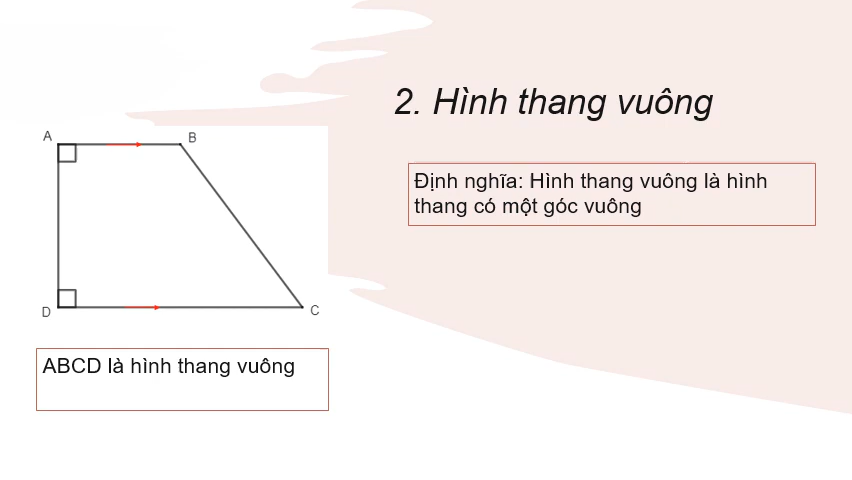 2. Hình thang vuông
A
B
Định nghĩa: Hình thang vuông là hình
thang có một góc vuông
D
C
ABCD là hình thang vuông